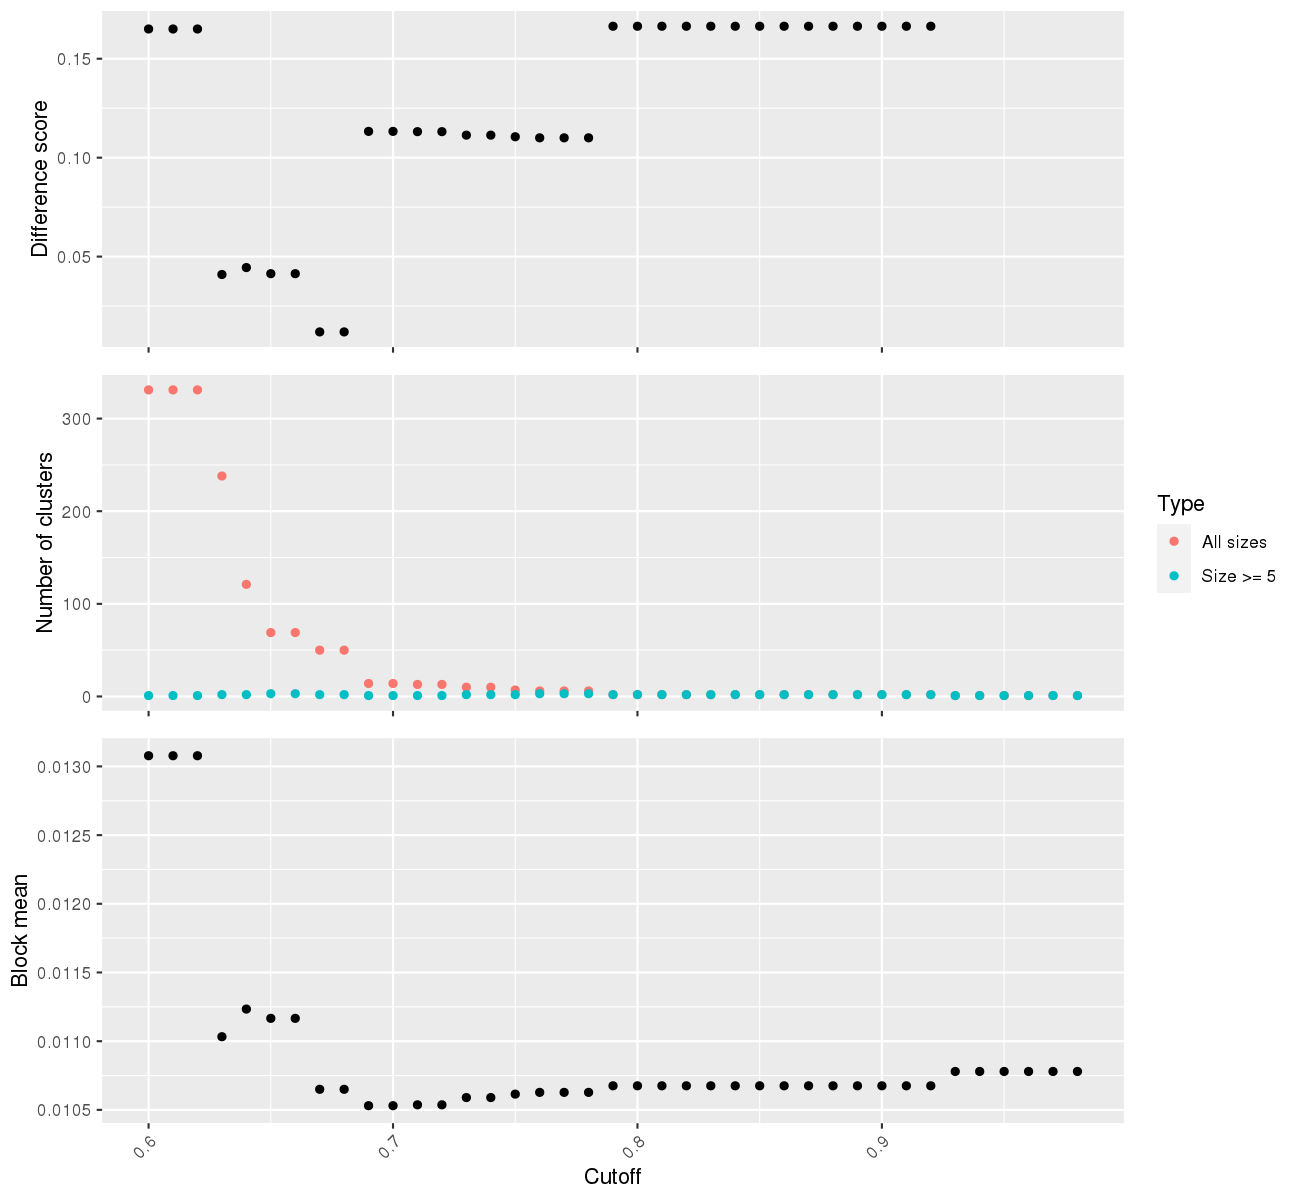 Difference score
0.15
0.10
0.05
Number of clusters
300
200
100
0
Type
All sizes
Size >= 5
Block mean
0.0130
0.0125
0.0120
0.0115
0.0110
0.0105
0.6
0.7
0.8
0.9
Cutoff